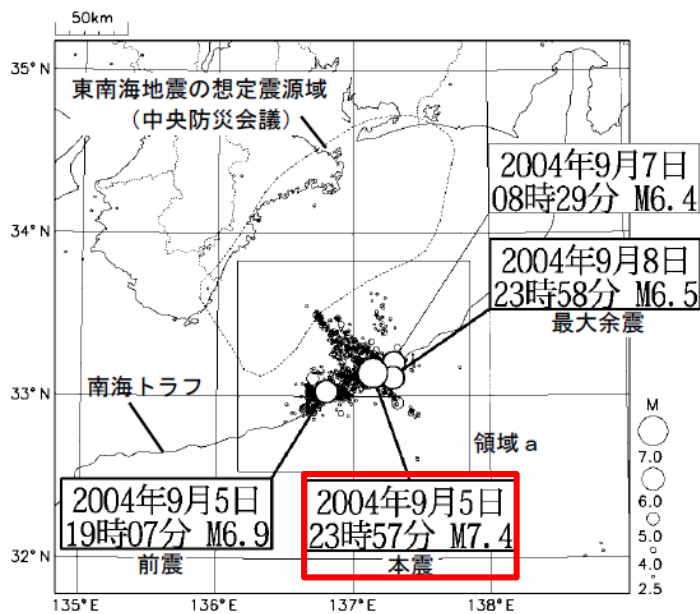 50km
35°N
34°N
33°N
32°N
135°E
136°E
137°E
138°E
東南海地震の想定震源域
（中央防災会議）
2004年9月7日
08時29分 M6.4
2004年9月8日
23時58分 M6.5
最大余震
南海トラフ
領域a
2004年9月5日
19時07分 M6.9
前震
2004年9月5日
23時57分 M7.4
本震
M
7.0
6.0
5.0
4.0
2.5